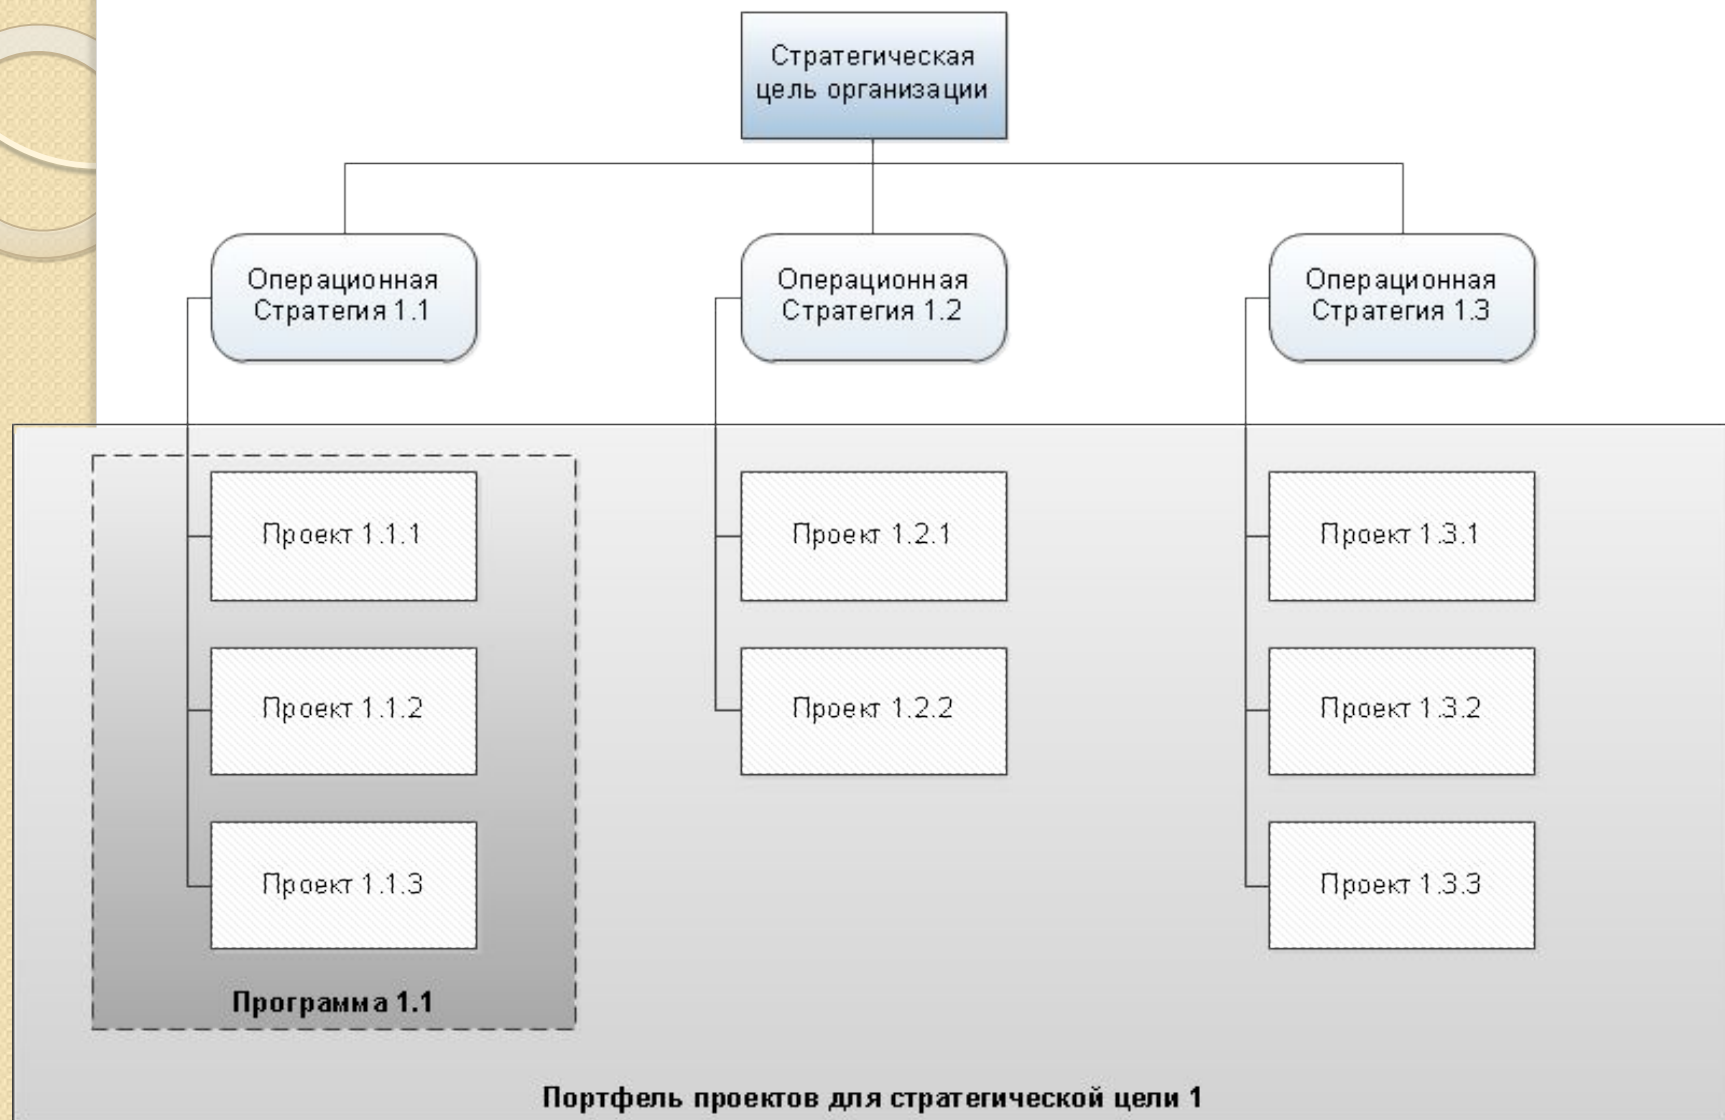 Стратегическая
цель организации
Операционная
Стратегия 1.1
Операционная
Стратегия 1.2
Операционная
Стратегия 1.3
Проект 1.1.1
Проект 1.2.1
Проект 1.3.1
Проект 1.1.2
Проект 1.2.2
Проект 1.3.2
Проект 1.1.3
Проект 1.3.3
Программа 1.1
Портфель проектов для стратегической цели 1